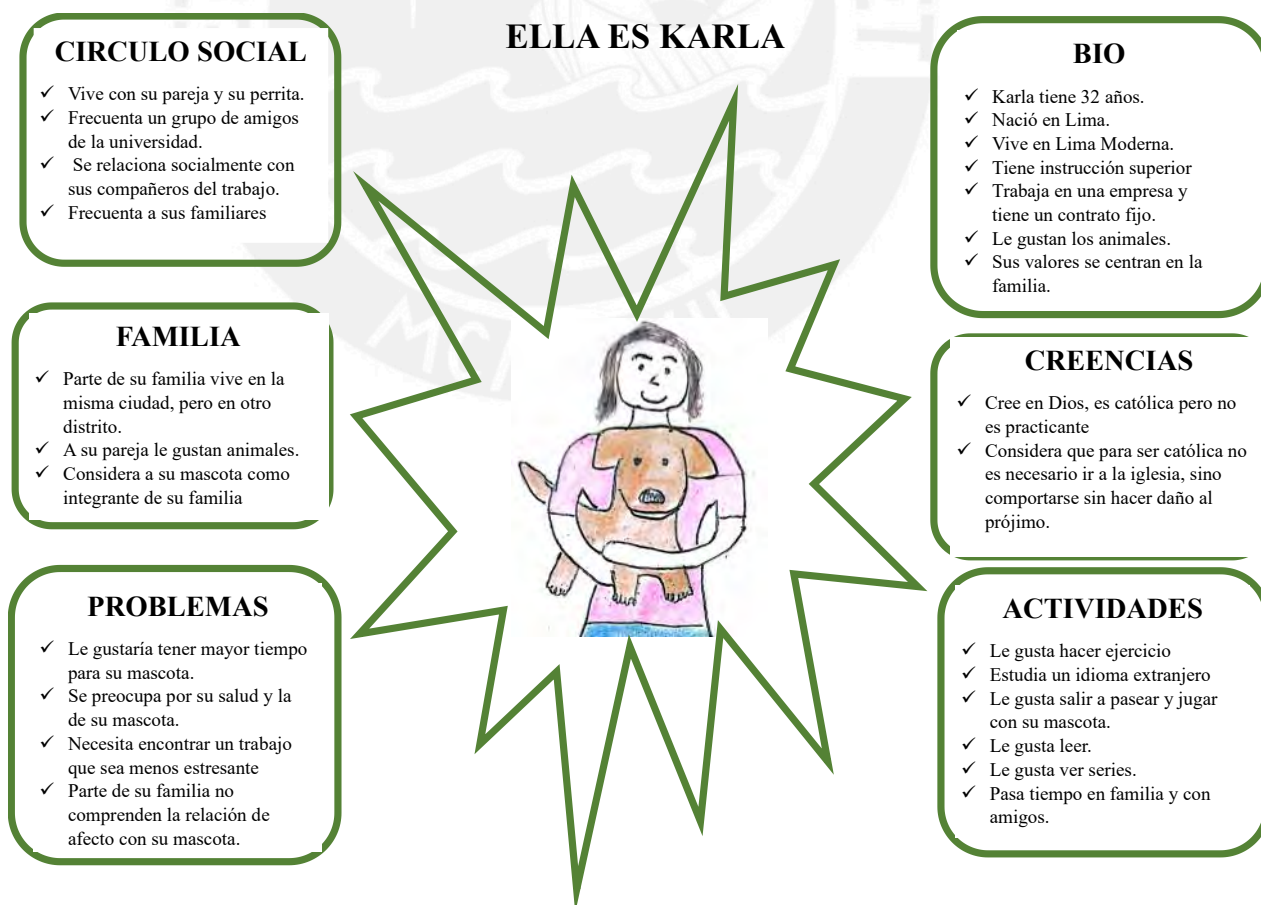 ELLA ES KARLA
CIRCULO SOCIAL
✓ Vive con su pareja y su perrita.
✓ Frecuenta un grupo de amigos
de la universidad.
✓ Se relaciona socialmente con
sus compañeros del trabajo.
✓ Frecuenta a sus familiares
FAMILIA
✓ Parte de su familia vive en la
misma ciudad, pero en otro
distrito.
✓ A su pareja le gustan animales.
✓ Considera a su mascota como
integrante de su familia
PROBLEMAS
✓ Le gustaría tener mayor tiempo
para su mascota.
✓ Se preocupa por su salud y la
de su mascota.
✓ Necesita encontrar un trabajo
que sea menos estresante
✓ Parte de su familia no
comprenden la relación de
afecto con su mascota.
BIO
✓ Karla tiene 32 años.
✓ Nació en Lima.
✓ Vive en Lima Moderna.
✓ Tiene instrucción superior
✓ Trabaja en una empresa y
tiene un contrato fijo.
✓ Le gustan los animales.
✓ Sus valores se centran en la
familia.
CREENCIAS
✓ Cree en Dios, es católica pero no
es practicante
✓ Considera que para ser católica no
es necesario ir a la iglesia, sino
comportarse sin hacer daño al
prójimo.
ACTIVIDADES
✓ Le gusta hacer ejercicio
✓ Estudia un idioma extranjero
✓ Le gusta salir a pasear y jugar
con su mascota.
✓ Le gusta leer.
✓ Le gusta ver series.
✓ Pasa tiempo en familia y con
amigos.